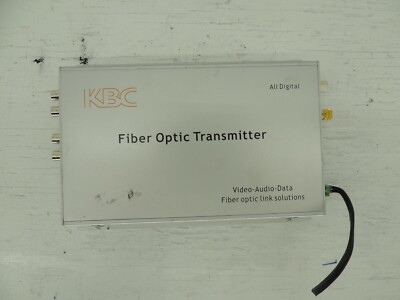 KBC
All Digital
Fiber Optic Transmitter
Video-Audio-Data
Fiber optic link solutions